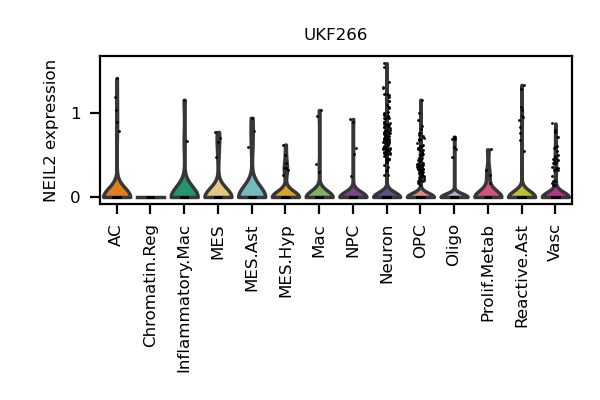 UKF266
NEIL2 expression
1
0
AC
Chromatin.Reg
Inflammatory.Mac
MES
MES.Ast
MES.Hyp
Mac
NPC
Neuron
OPC
Oligo
Prolif.Metab
Reactive.Ast
Vasc